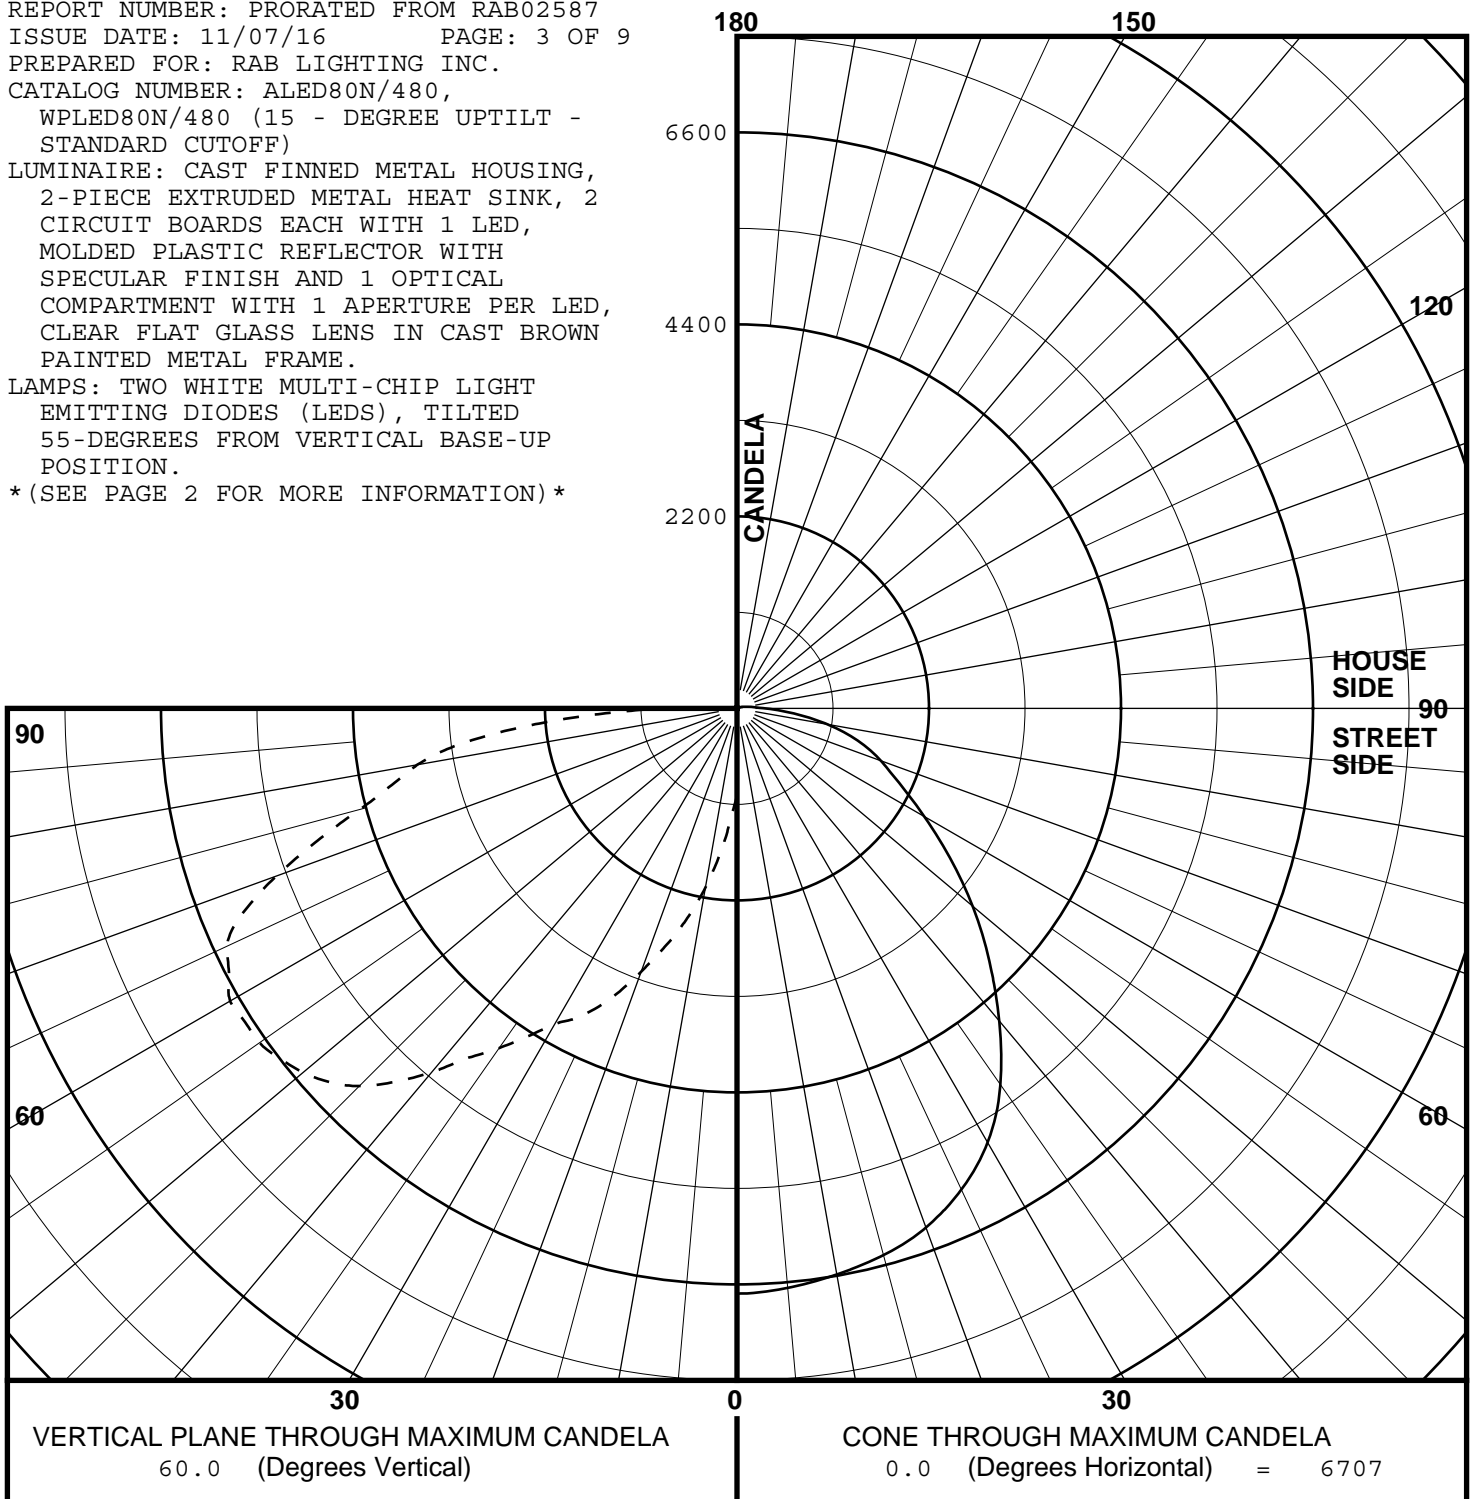 REPORT NUMBER: PRORATED FROM RAB02587
ISSUE DATE: 11/07/16 PAGE: 3 OF 9
PREPARED FOR: RAB LIGHTING INC.
CATALOG NUMBER: ALED80N/480,
WPLED80N/480 (15 - DEGREE UPTILT -
STANDARD CUTOFF)
LUMINAIRE: CAST FINNED METAL HOUSING,
2-PIECE EXTRUDED METAL HEAT SINK, 2
CIRCUIT BOARDS EACH WITH 1 LED,
MOLDED PLASTIC REFLECTOR WITH
SPECULAR FINISH AND 1 OPTICAL
COMPARTMENT WITH 1 APERTURE PER LED,
CLEAR FLAT GLASS LENS IN CAST BROWN
PAINTED METAL FRAME.
LAMPS: TWO WHITE MULTI-CHIP LIGHT
EMITTING DIODES (LEDS), TILTED
55-DEGREES FROM VERTICAL BASE-UP
POSITION.
*(SEE PAGE 2 FOR MORE INFORMATION)*
180
150
6600
120
4400
CANDELA
2200
HOUSE
SIDE
90
90
STREET
SIDE
60
60
30
0
30
VERTICAL PLANE THROUGH MAXIMUM CANDELA
60.0 (Degrees Vertical)
CONE THROUGH MAXIMUM CANDELA
0.0 (Degrees Horizontal) = 6707